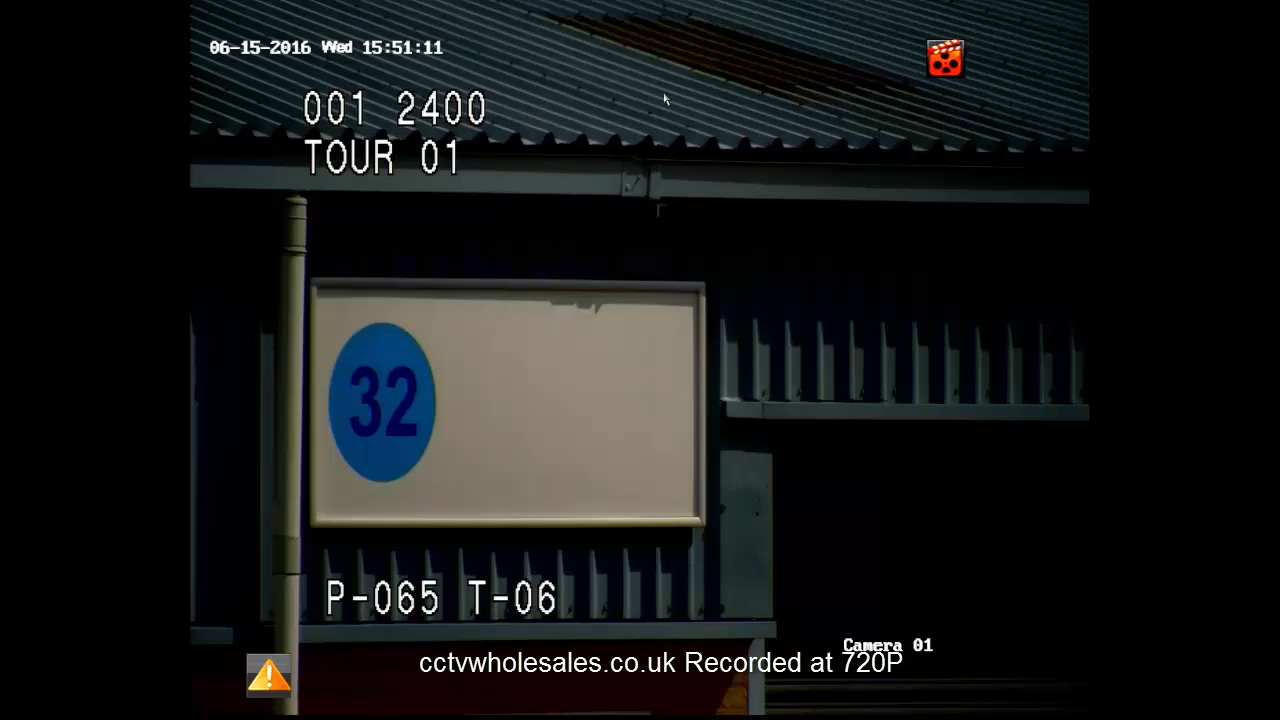 06-15-2016 Wed 15:51:11
001 2400
TOUR 01
32
P-065 T-06
Camera 01
cctvwholesales.co.uk Recorded at 720P